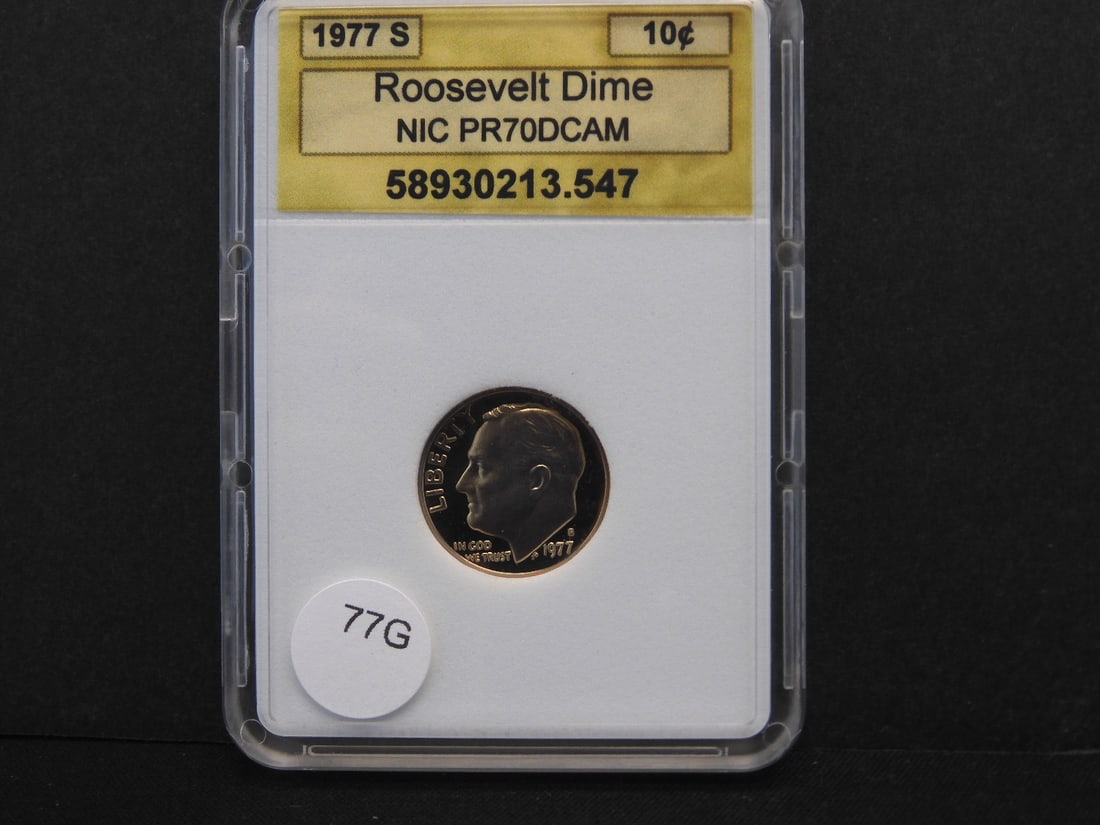 1977 S
10¢
Roosevelt Dime
NIC PR70DCAM
58930213.547
LIBERTY
IN GOD
WE TRUST
S
1977
77G